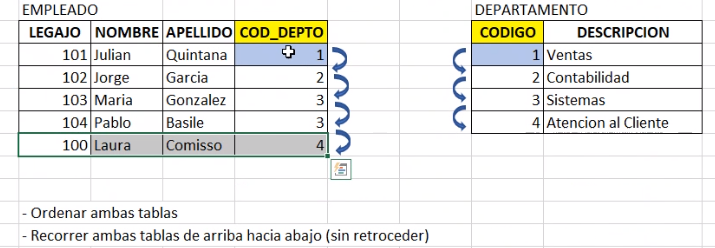 EMPLEADO
LEGAJO NOMBRE APELLIDO COD_DEPTO
101 Julian Quintana 1
102 Jorge Garcia 2
103 Maria Gonzalez 3
104 Pablo Basile 3
100 Laura Comisso 4
DEPARTAMENTO
CODIGO DESCRIPCION
1 Ventas
2 Contabilidad
3 Sistemas
4 Atencion al Cliente
- Ordenar ambas tablas
- Recorrer ambas tablas de arriba hacia abajo (sin retroceder)